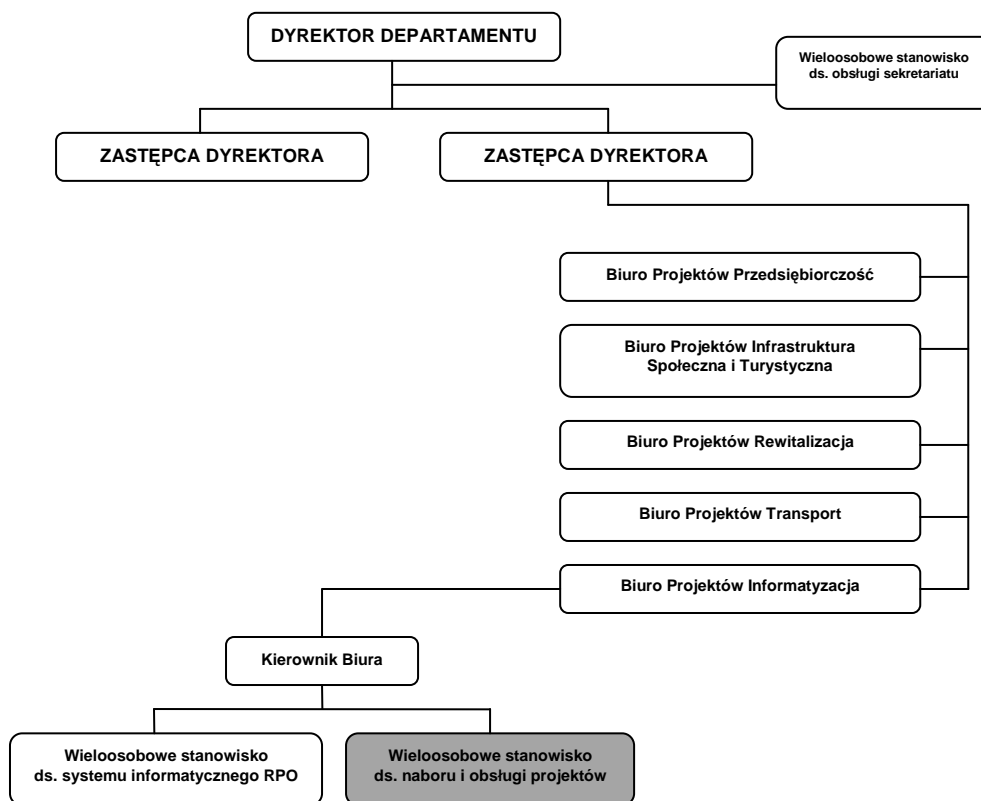 DYREKTOR DEPARTAMENTU
Wieloosobowe stanowisko
ds. obsługi sekretariatu
ZASTĘPCA DYREKTORA
ZASTĘPCA DYREKTORA
Biuro Projektów Przedsiębiorczość
Biuro Projektów Infrastruktura
Społeczna i Turystyczna
Biuro Projektów Rewitalizacja
Biuro Projektów Transport
Biuro Projektów Informatyzacja
Kierownik Biura
Wieloosobowe stanowisko
ds. systemu informatycznego RPO
Wieloosobowe stanowisko
ds. naboru i obsługi projektów